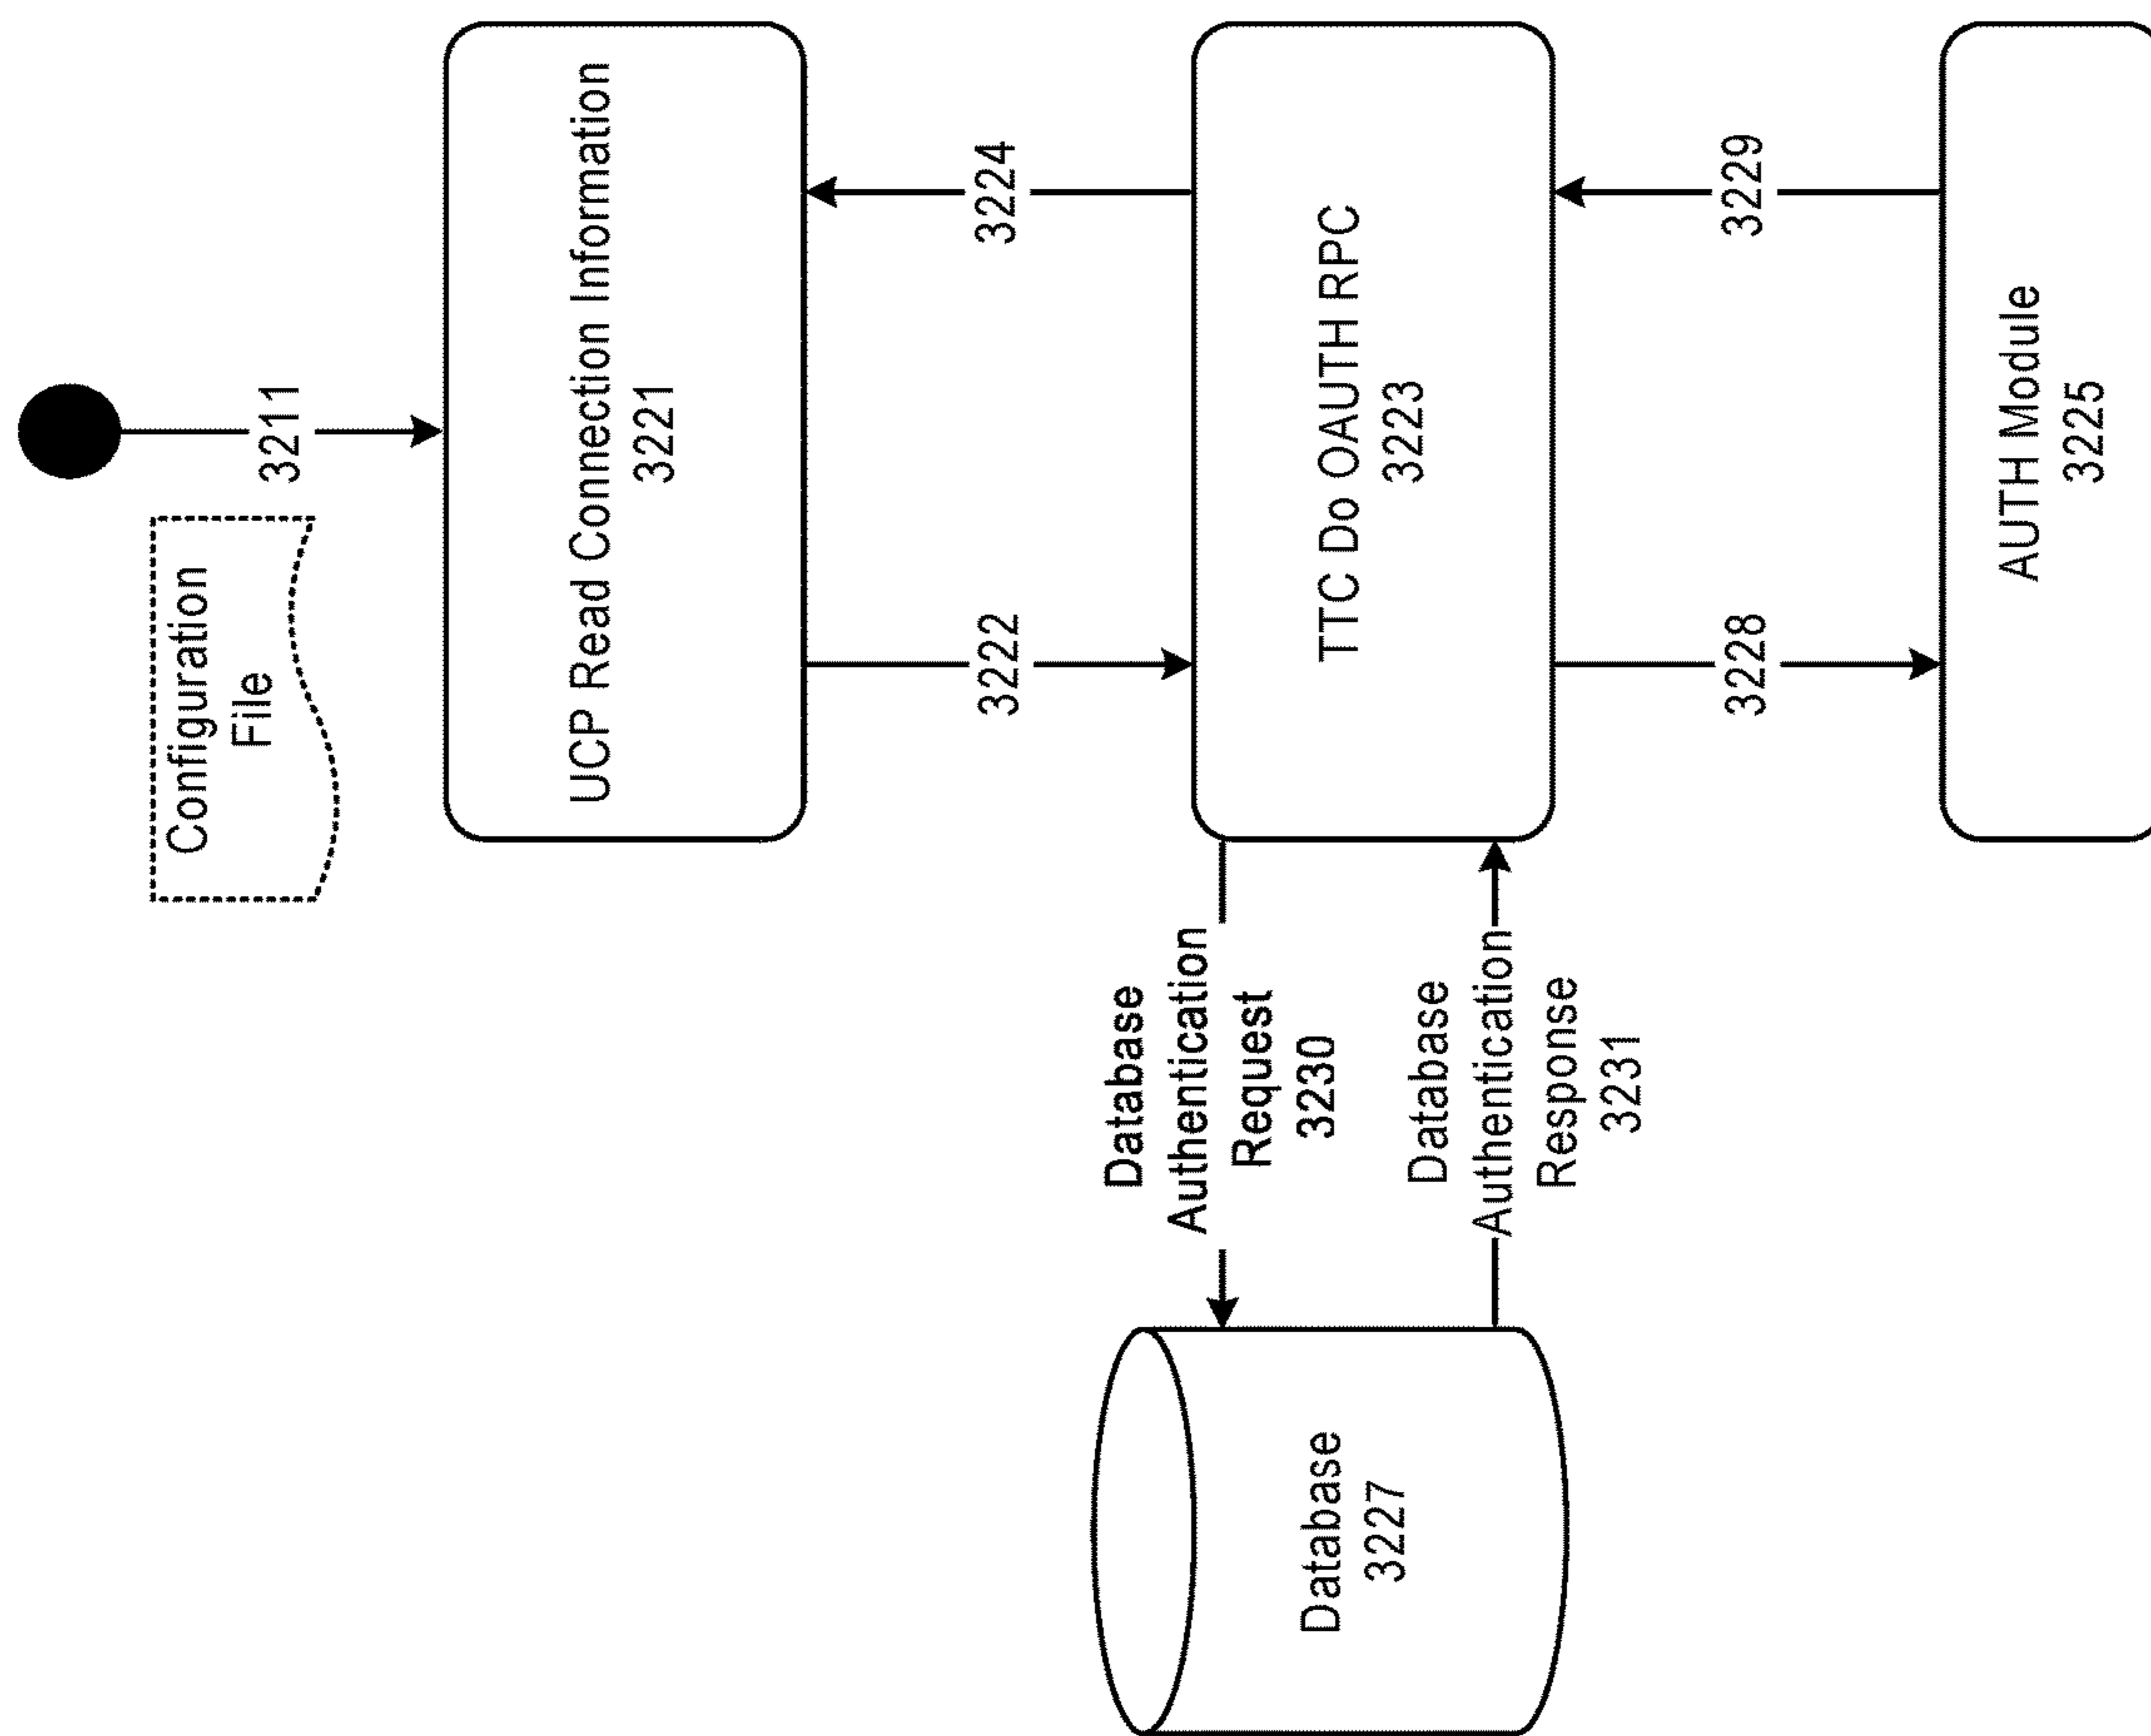 Configuration
File
3211
UCP Read Connection Information
3221
3222
3224
TTC Do OAUTH RPC
3223
Database
Authentication
Request
3230
Database
Authentication
Response
3231
Database
3227
3228
3229
AUTH Module
3225